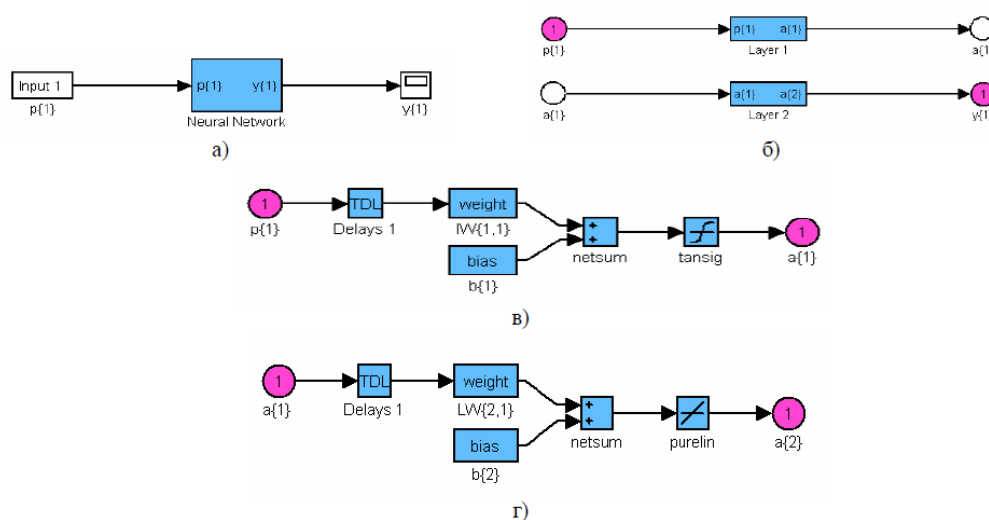 Input 1
p{1}
p{1} y{1}
Neural Network
y{1}
а)
1
p{1}
p{1} a{1}
Layer 1
a{1
a{1}
a{1} a{2}
Layer 2
1
y{1
б)
1
p{1}
TDL
Delays 1
weight
IW{1,1}
bias
b{1}
+
+
netsum
tansig
1
a{1}
в)
1
a{1}
TDL
Delays 1
weight
LW{2,1}
bias
b{2}
+
+
netsum
purelin
1
a{2}
г)